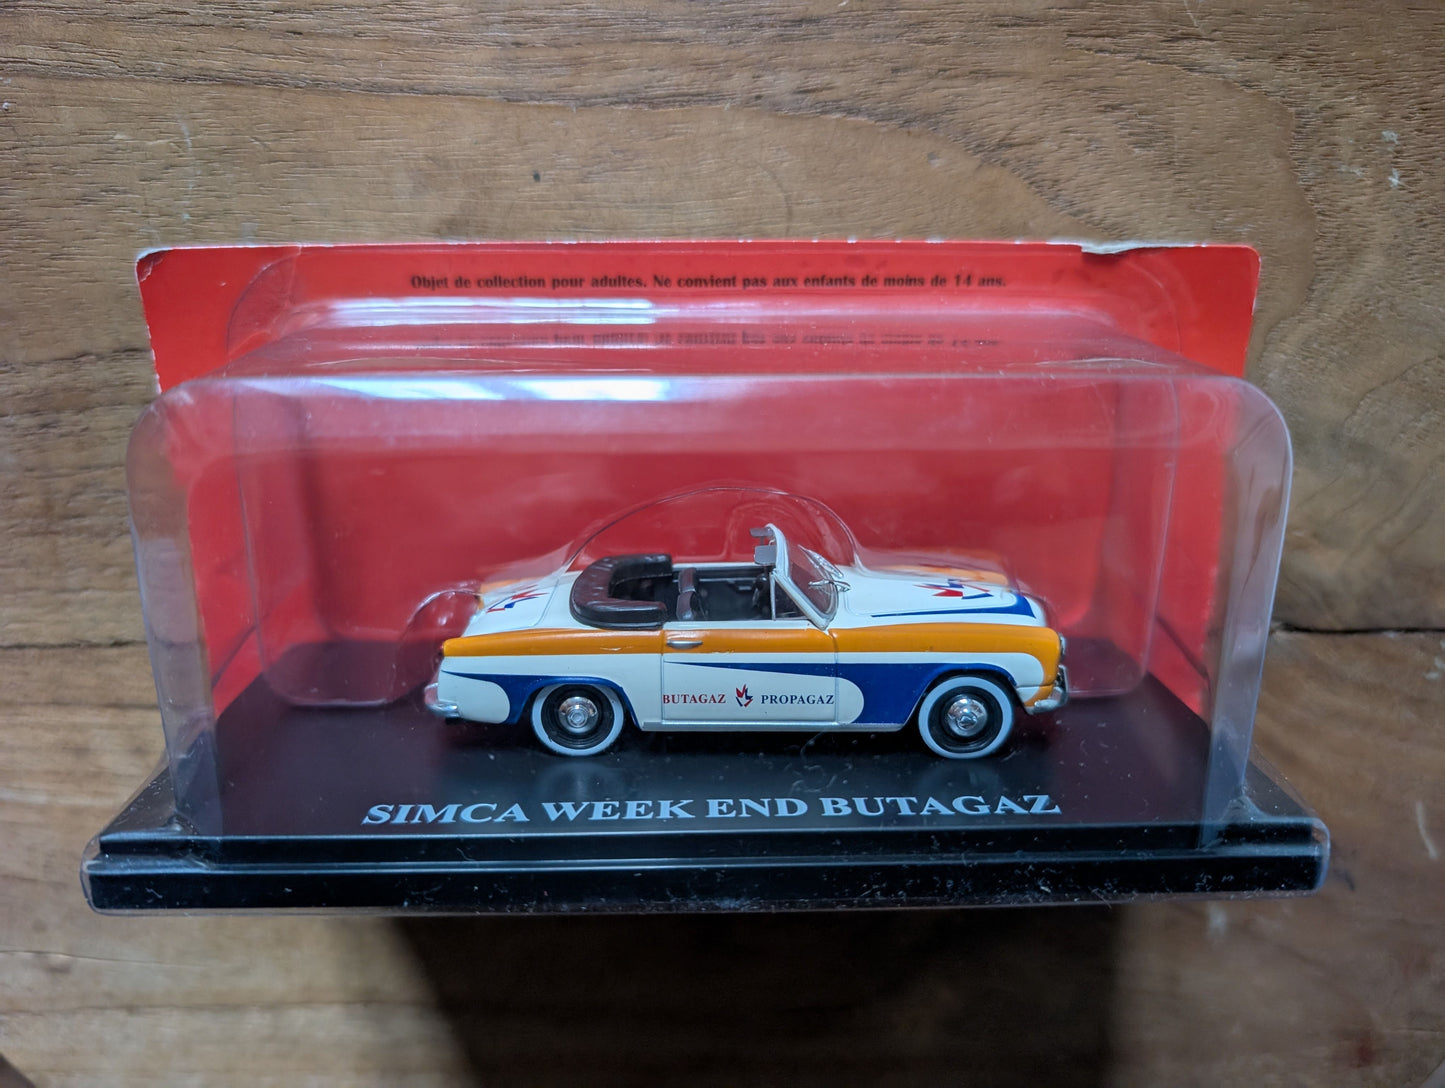 Objet de collection pour adultes. Ne convient pas aux enfants de moins de 14 ans.
BUTAGAZ PROPAGAZ
SIMCA WEEK END BUTAGAZ